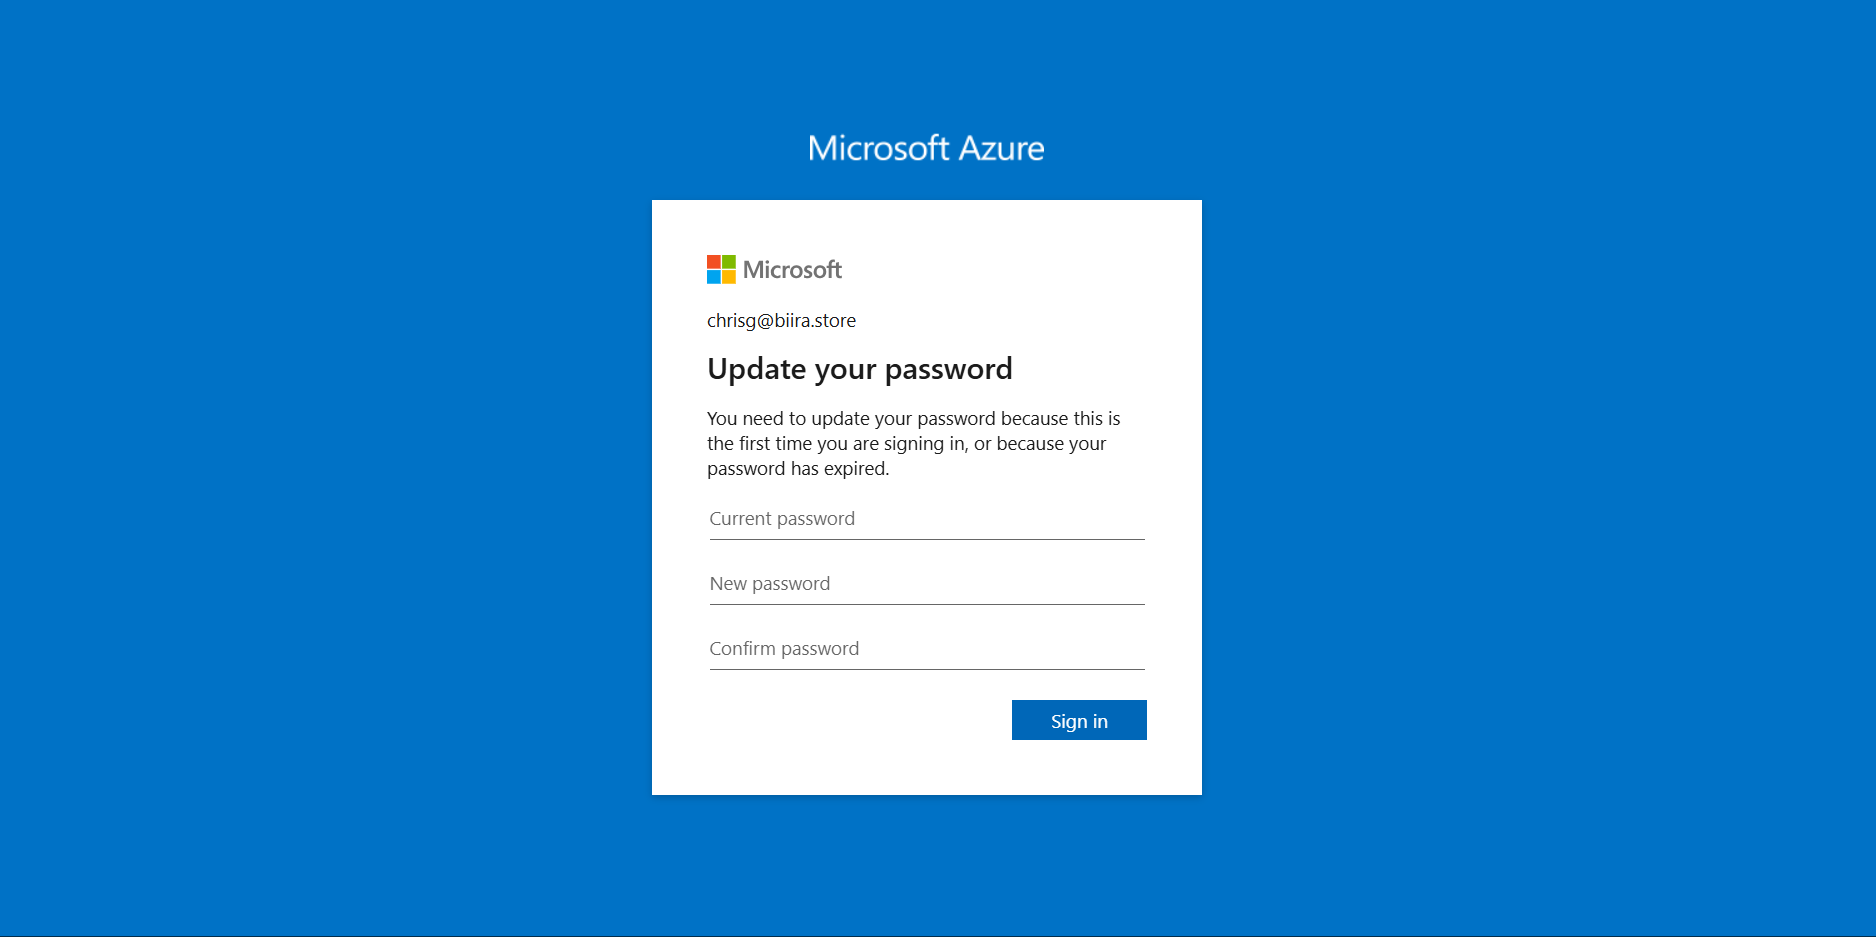 Microsoft Azure
Microsoft
chrisg@biira.store
Update your password
You need to update your password because this is
the first time you are signing in, or because your
password has expired.
Current password
New password
Confirm password
Sign in